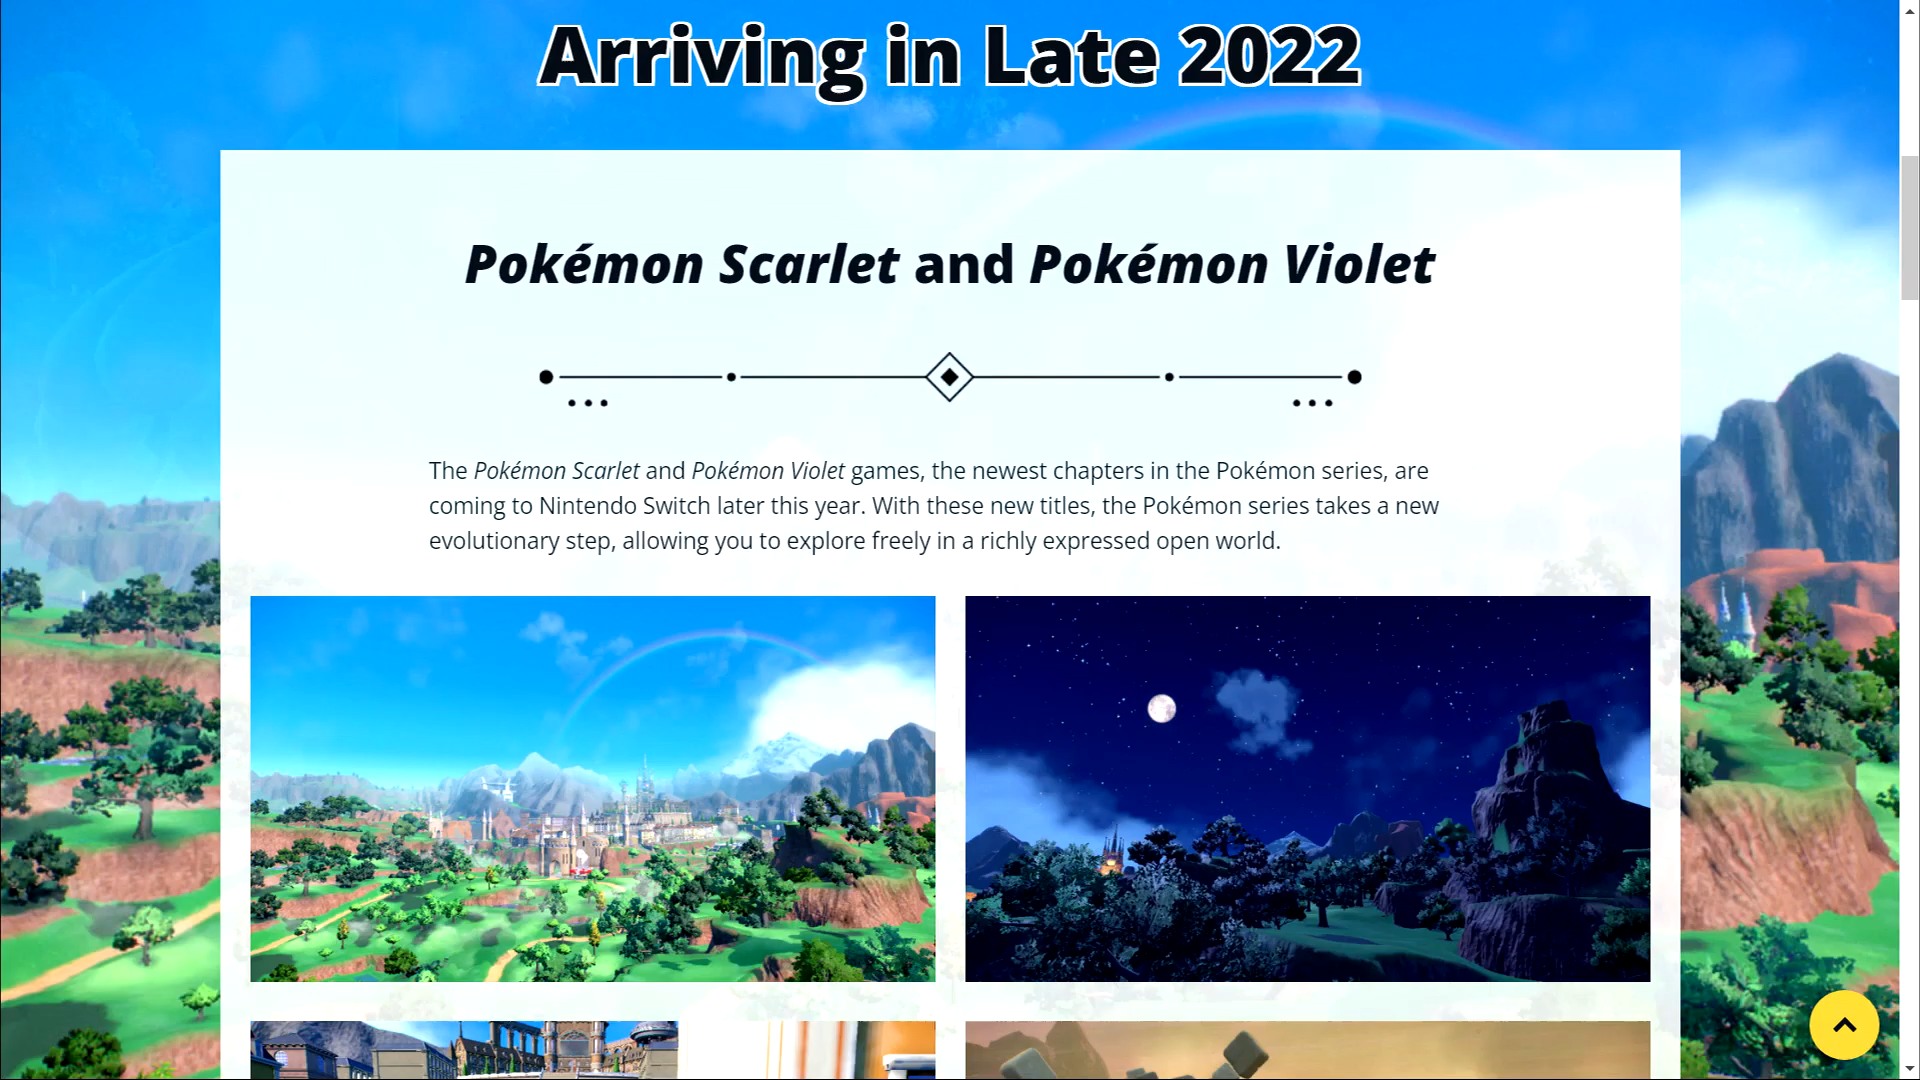 Arriving in Late 2022
Pokémon Scarlet and Pokémon Violet
The Pokémon Scarlet and Pokémon Violet games, the newest chapters in the Pokémon series, are
coming to Nintendo Switch later this year. With these new titles, the Pokémon series takes a new
evolutionary step, allowing you to explore freely in a richly expressed open world.